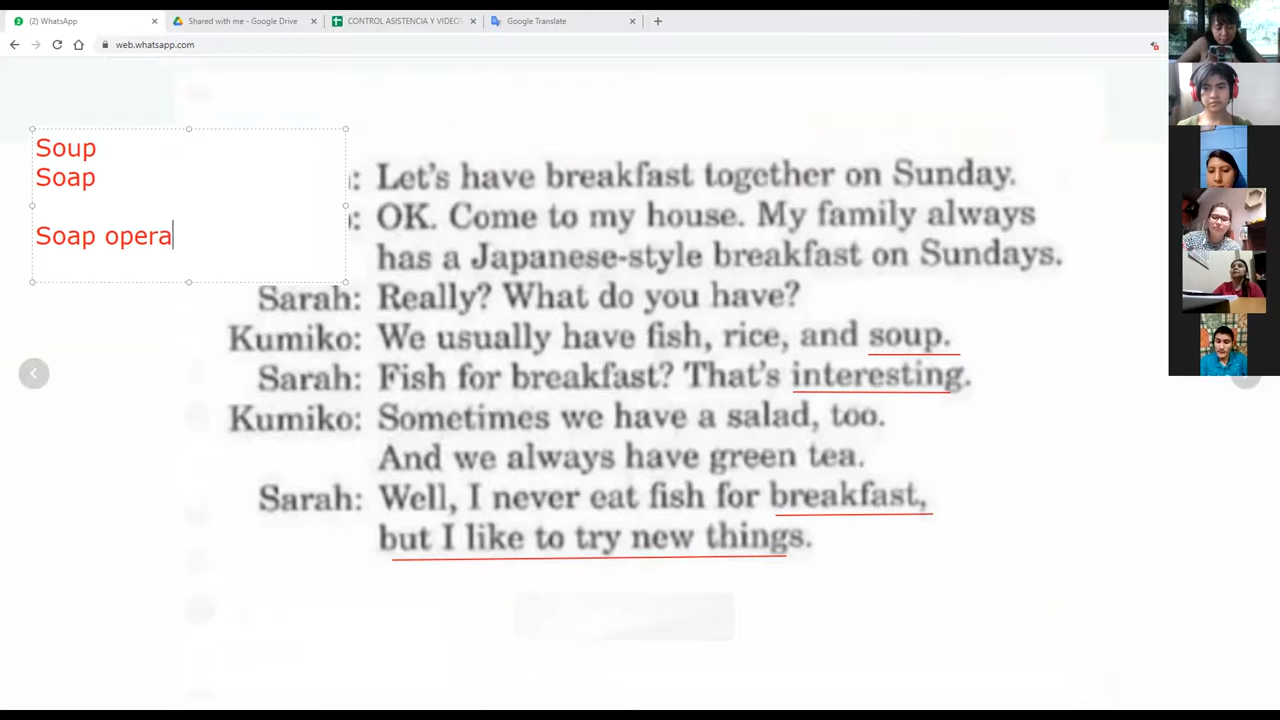 (2) WhatsApp
Shared with me - Google Drive
CONTROL ASISTENCIA Y VIDEOS
Google Translate
web.whatsapp.com
Soup
Soap
Soap opera
: Let's have breakfast together on Sunday.
: OK. Come to my house. My family always
has a Japanese-style breakfast on Sundays.
Sarah: Really? What do you have?
Kumiko: We usually have fish, rice, and soup.
Sarah: Fish for breakfast? That's interesting.
Kumiko: Sometimes we have a salad, too.
And we always have green tea.
Sarah: Well, I never eat fish for breakfast,
but I like to try new things.